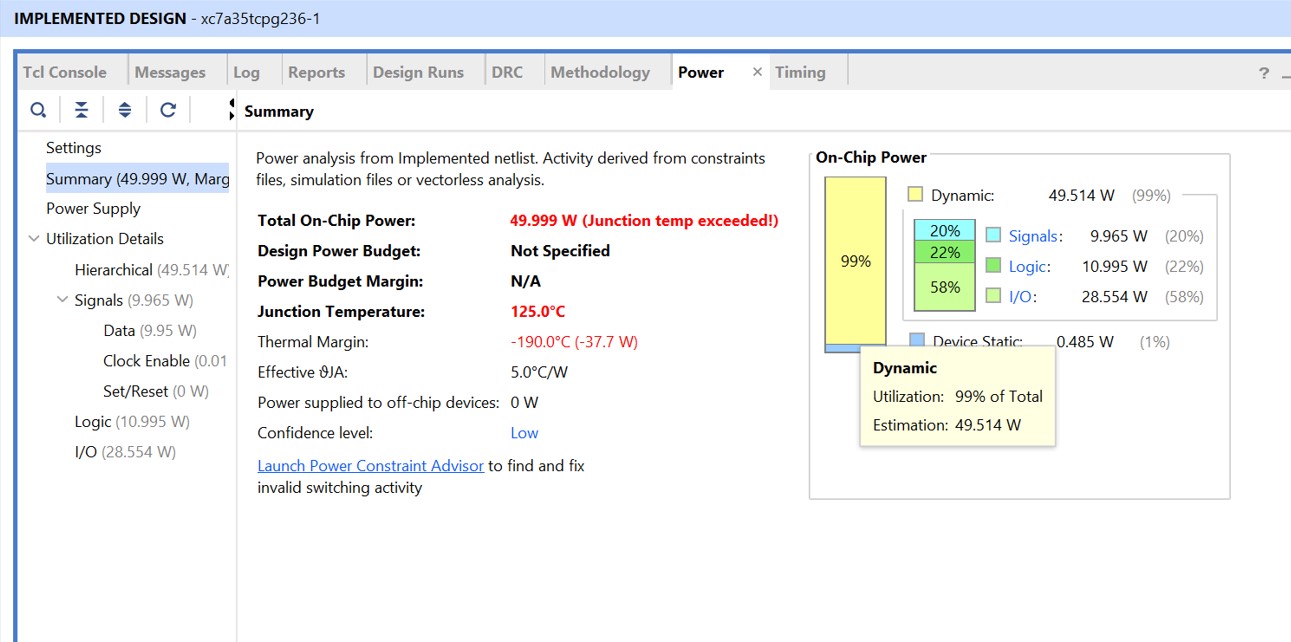 IMPLEMENTED DESIGN - xc7a35tcpg236-1
Tcl Console Messages Log Reports Design Runs DRC Methodology Power × Timing ? _
Summary
Settings
Summary (49.999 W, Marg
Power Supply
Utilization Details
Hierarchical (49.514 W)
Signals (9.965 W)
Data (9.95 W)
Clock Enable (0.01
Set/Reset (0 W)
Logic (10.995 W)
I/O (28.554 W)
Power analysis from Implemented netlist. Activity derived from constraints
files, simulation files or vectorless analysis.
Total On-Chip Power: 49.999 W (Junction temp exceeded!)
Design Power Budget: Not Specified
Power Budget Margin: N/A
Junction Temperature: 125.0°C
Thermal Margin: -190.0°C (-37.7 W)
Effective ϑJA: 5.0°C/W
Power supplied to off-chip devices: 0 W
Confidence level: Low
Launch Power Constraint Advisor to find and fix
invalid switching activity
On-Chip Power
Dynamic: 49.514 W (99%)
20% Signals: 9.965 W (20%)
22% Logic: 10.995 W (22%)
99%
58% I/O: 28.554 W (58%)
Device Static: 0.485 W (1%)
Dynamic
Utilization: 99% of Total
Estimation: 49.514 W